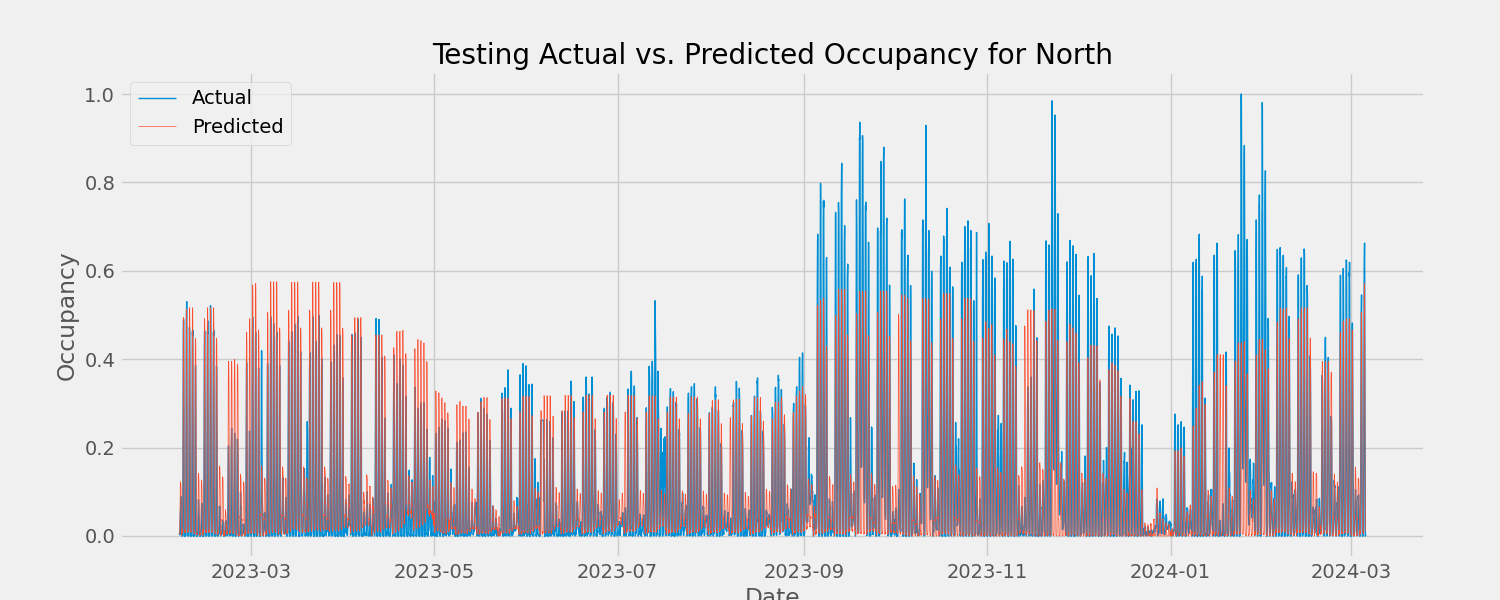 Testing Actual vs. Predicted Occupancy for North
Actual
Predicted
Occupancy
1.0
0.8
0.6
0.4
0.2
0.0
2023-03 2023-05 2023-07 2023-09 2023-11 2024-01 2024-03
Date